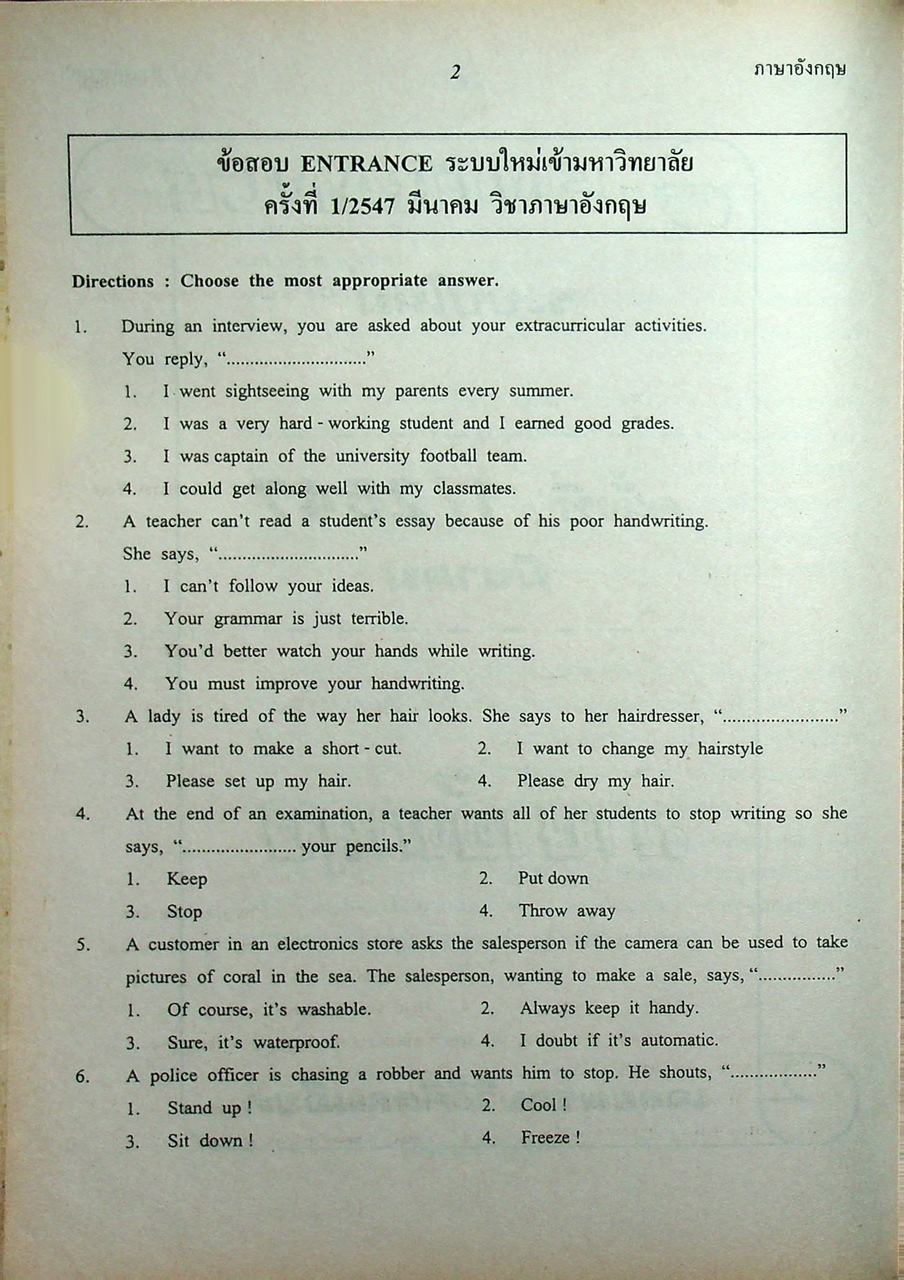 2
ภาษาอังกฤษ
ข้อสอบ ENTRANCE ระบบใหม่เข้ามหาวิทยาลัย
ครั้งที่ 1/2547 มีนาคม วิชาภาษาอังกฤษ
Directions : Choose the most appropriate answer.
1. During an interview, you are asked about your extracurricular activities.
You reply, “............................”
1. I went sightseeing with my parents every summer.
2. I was a very hard - working student and I earned good grades.
3. I was captain of the university football team.
4. I could get along well with my classmates.
2. A teacher can’t read a student’s essay because of his poor handwriting.
She says, “............................”
1. I can’t follow your ideas.
2. Your grammar is just terrible.
3. You’d better watch your hands while writing.
4. You must improve your handwriting.
3. A lady is tired of the way her hair looks. She says to her hairdresser, “........................”
1. I want to make a short - cut. 2. I want to change my hairstyle
3. Please set up my hair. 4. Please dry my hair.
4. At the end of an examination, a teacher wants all of her students to stop writing so she
says, “....................... your pencils.”
1. Keep 2. Put down
3. Stop 4. Throw away
5. A customer in an electronics store asks the salesperson if the camera can be used to take
pictures of coral in the sea. The salesperson, wanting to make a sale, says, “................”
1. Of course, it’s washable. 2. Always keep it handy.
3. Sure, it’s waterproof. 4. I doubt if it’s automatic.
6. A police officer is chasing a robber and wants him to stop. He shouts, “..................”
1. Stand up ! 2. Cool !
3. Sit down ! 4. Freeze !